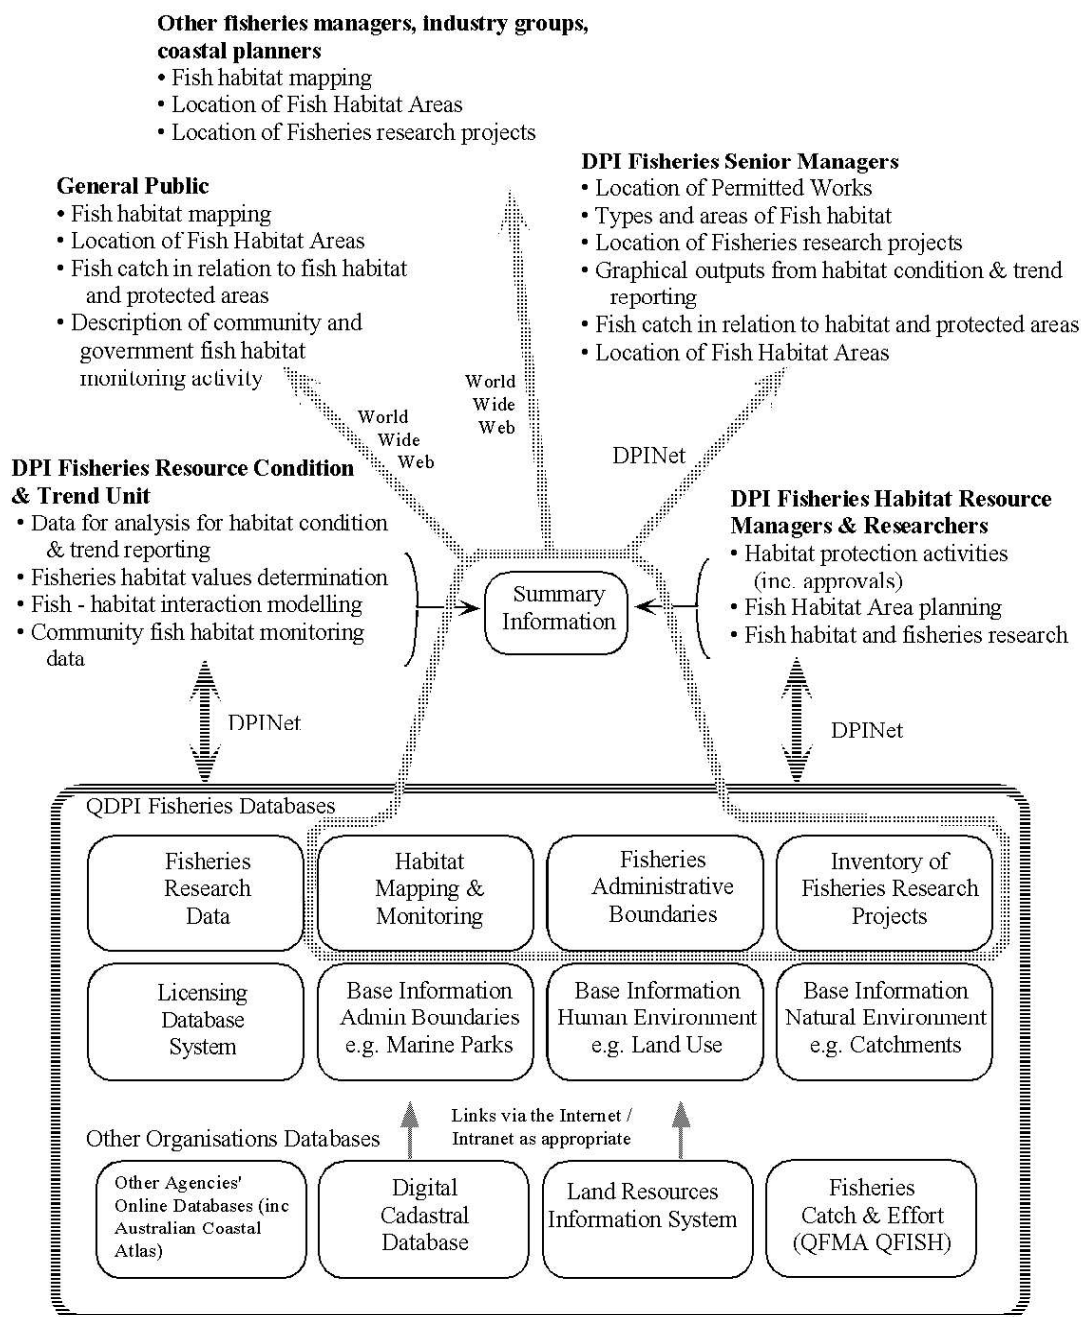 Other fisheries managers, industry groups,
coastal planners
• Fish habitat mapping
• Location of Fish Habitat Areas
• Location of Fisheries research projects
DPI Fisheries Senior Managers
• Location of Permitted Works
• Types and areas of Fish habitat
• Location of Fisheries research projects
• Graphical outputs from habitat condition & trend
reporting
• Fish catch in relation to habitat and protected areas
• Location of Fish Habitat Areas
General Public
• Fish habitat mapping
• Location of Fish Habitat Areas
• Fish catch in relation to fish habitat
and protected areas
• Description of community and
government fish habitat
monitoring activity
World
Wide
Web
World
Wide
Web
DPINet
DPI Fisheries Resource Condition
& Trend Unit
• Data for analysis for habitat condition
& trend reporting
• Fisheries habitat values determination
• Fish - habitat interaction modelling
• Community fish habitat monitoring
data
Summary
Information
DPI Fisheries Habitat Resource
Managers & Researchers
• Habitat protection activities
(inc. approvals)
• Fish Habitat Area planning
• Fish habitat and fisheries research
DPINet
DPINet
QDPI Fisheries Databases
Fisheries
Research
Data
Habitat
Mapping &
Monitoring
Fisheries
Administrative
Boundaries
Inventory of
Fisheries Research
Projects
Licensing
Database
System
Base Information
Admin Boundaries
e.g. Marine Parks
Base Information
Human Environment
e.g. Land Use
Base Information
Natural Environment
e.g. Catchments
Links via the Internet /
Intranet as appropriate
Other Organisations Databases
Other Agencies'
Online Databases (inc
Australian Coastal
Atlas)
Digital
Cadastral
Database
Land Resources
Information System
Fisheries
Catch & Effort
(QFMA QFISH)